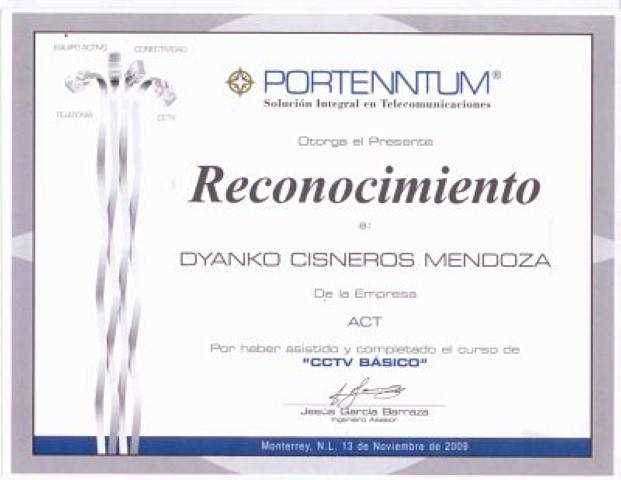 EQUIPO ACTIVO
CONECTIVIDAD
TELEFONIA
CCTV
PORTENNTUM®
Solución Integral en Telecomunicaciones
Otorga el Presente
Reconocimiento
a:
DYANKO CISNEROS MENDOZA
De la Empresa
ACT
Por haber asistido y completado el curso de
"CCTV BÁSICO"
Jesús García Barraza
Ingeniero Asesor
Monterrey, N.L. 13 de Noviembre de 2009